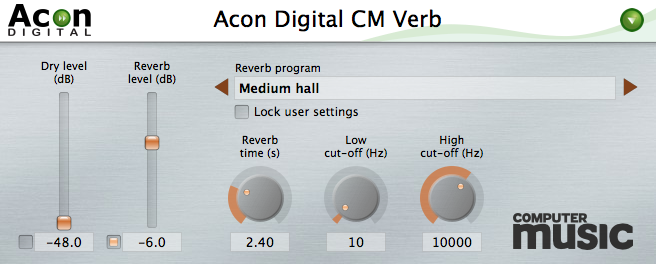 Acon
DIGITAL
Acon Digital CM Verb
Dry level
(dB)
Reverb
level (dB)
Reverb program
Medium hall
Lock user settings
Reverb
time (s)
Low
cut-off (Hz)
High
cut-off (Hz)
-48.0
-6.0
2.40
10
10000
COMPUTER
MUSIC